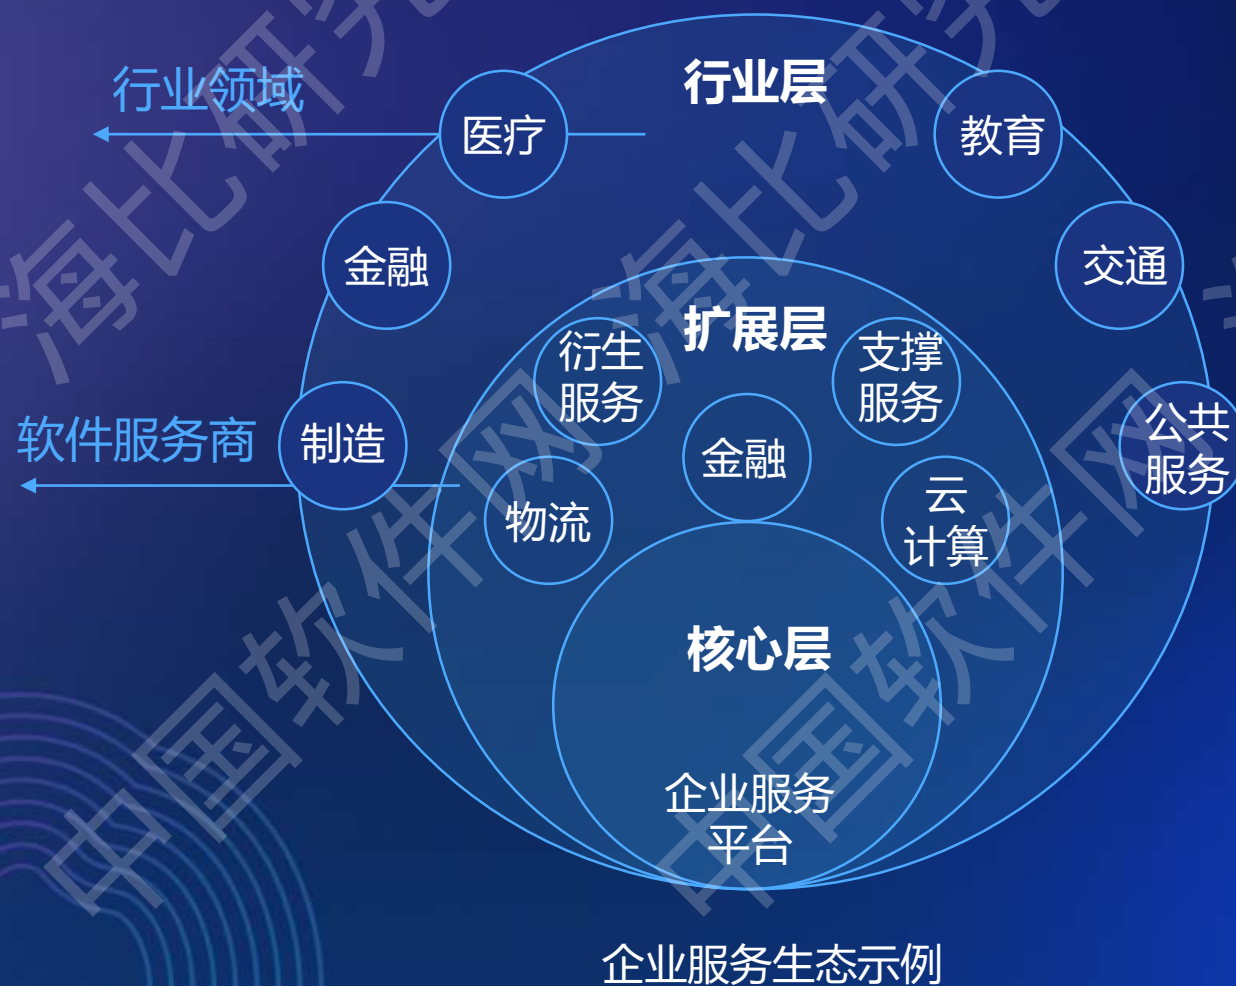 行业领域
行业层
医疗
教育
金融
交通
扩展层
衍生
服务
支撑
服务
软件服务商
制造
金融
公共
服务
物流
云
计算
核心层
企业服务
平台
企业服务生态示例
海比研究
海比研究
中国软件网
中国软件网